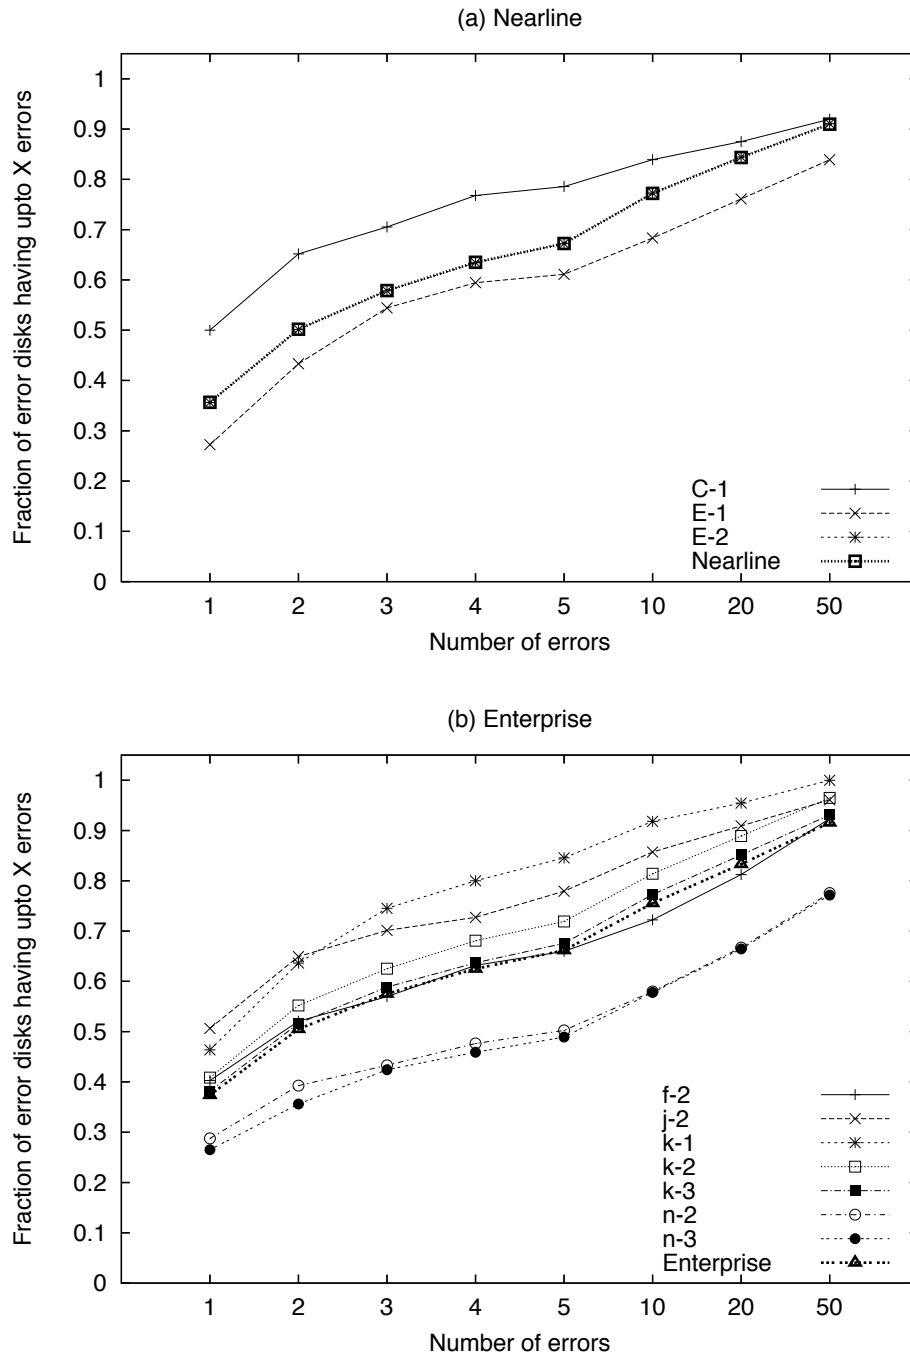 (a) Nearline
1
0.9
0.8
0.7
0.6
0.5
0.4
0.3
0.2
0.1
0
Fraction of error disks having upto X errors
C-1
E-1
E-2
Nearline
1 2 3 4 5 10 20 50
Number of errors
(b) Enterprise
1
0.9
0.8
0.7
0.6
0.5
0.4
0.3
0.2
0.1
0
Fraction of error disks having upto X errors
f-2
j-2
k-1
k-2
k-3
n-2
n-3
Enterprise
1 2 3 4 5 10 20 50
Number of errors